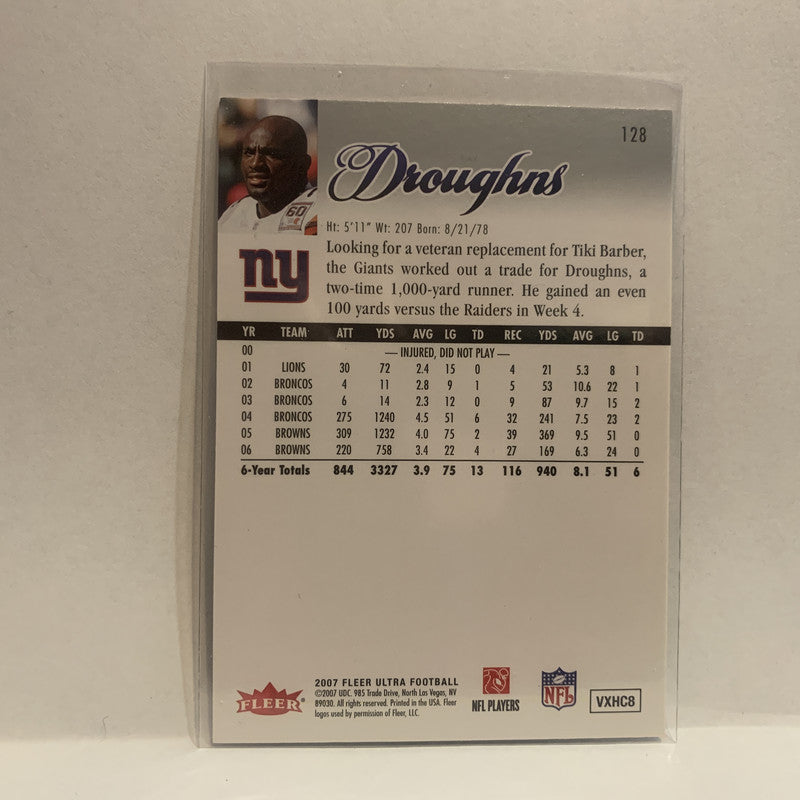 128
Droughns
60
Ht: 5'11" Wt: 207 Born: 8/21/78
ny
Looking for a veteran replacement for Tiki Barber,
the Giants worked out a trade for Droughns, a
two-time 1,000-yard runner. He gained an even
100 yards versus the Raiders in Week 4.
YR TEAM ATT YDS AVG LG TD REC YDS AVG LG TD
00 — INJURED, DID NOT PLAY —
01 LIONS 30 72 2.4 15 0 4 21 5.3 8 1
02 BRONCOS 4 11 2.8 9 1 5 53 10.6 22 1
03 BRONCOS 6 14 2.3 12 0 9 87 9.7 15 2
04 BRONCOS 275 1240 4.5 51 6 32 241 7.5 23 2
05 BROWNS 309 1232 4.0 75 2 39 369 9.5 51 0
06 BROWNS 220 758 3.4 22 4 27 169 6.3 24 0
6-Year Totals 844 3327 3.9 75 13 116 940 8.1 51 6
FLEER
2007 FLEER ULTRA FOOTBALL
©2007 UDC. 985 Trade Drive, North Las Vegas, NV
89030. All rights reserved. Printed in the USA. Fleer
logos used by permission of Fleer, LLC.
NFL PLAYERS
NFL
VXHC8